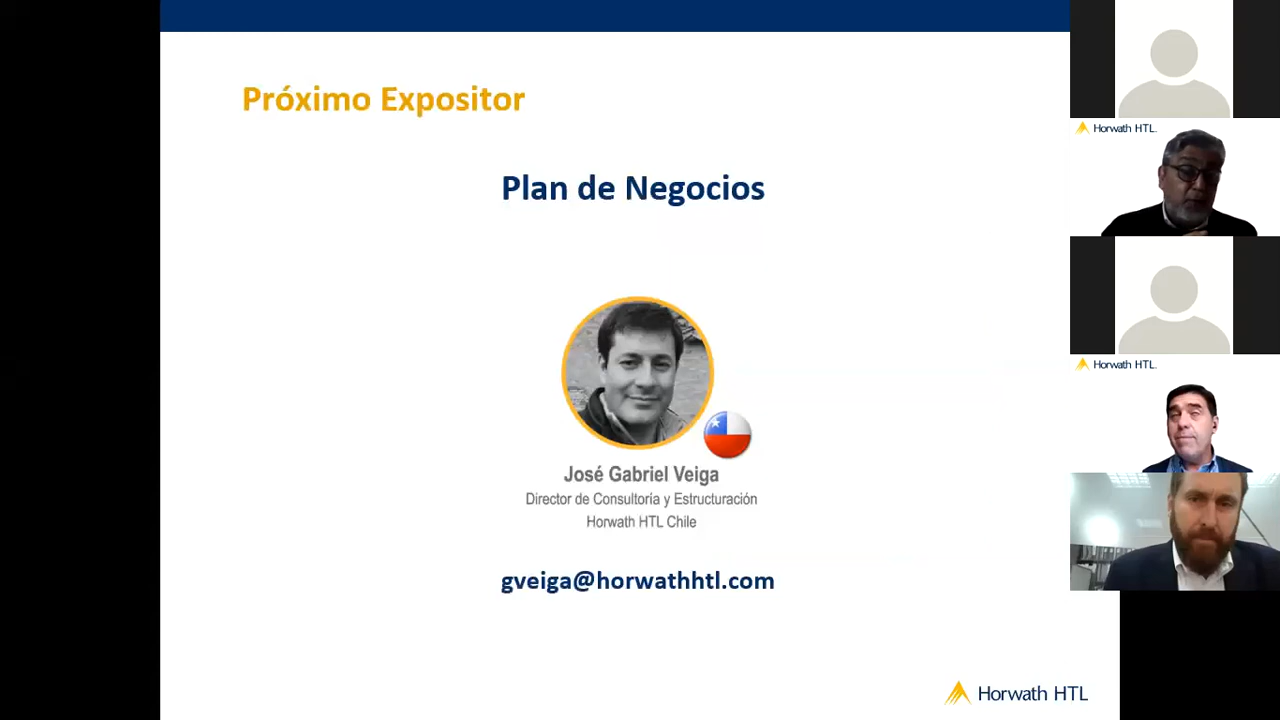 Próximo Expositor
Plan de Negocios
José Gabriel Veiga
Director de Consultoría y Estructuración
Horwath HTL Chile
gveiga@horwathhtl.com
Horwath HTL
Horwath HTL.
Horwath HTL.